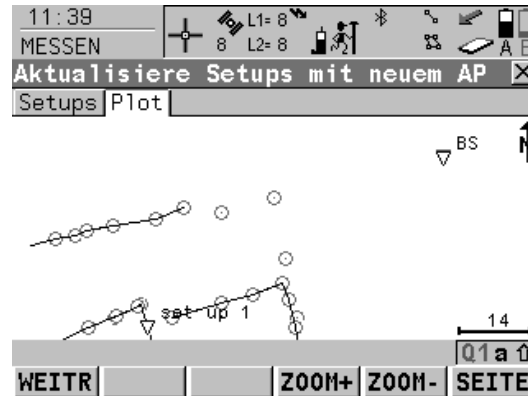 11:39
MESSEN
L1= 8
8 L2= 8
A
Aktualisiere Setups mit neuem AP
Setups Plot
BS
N
set up 1
14
Q1 a
WEITR ZOOM+ ZOOM- SEITE